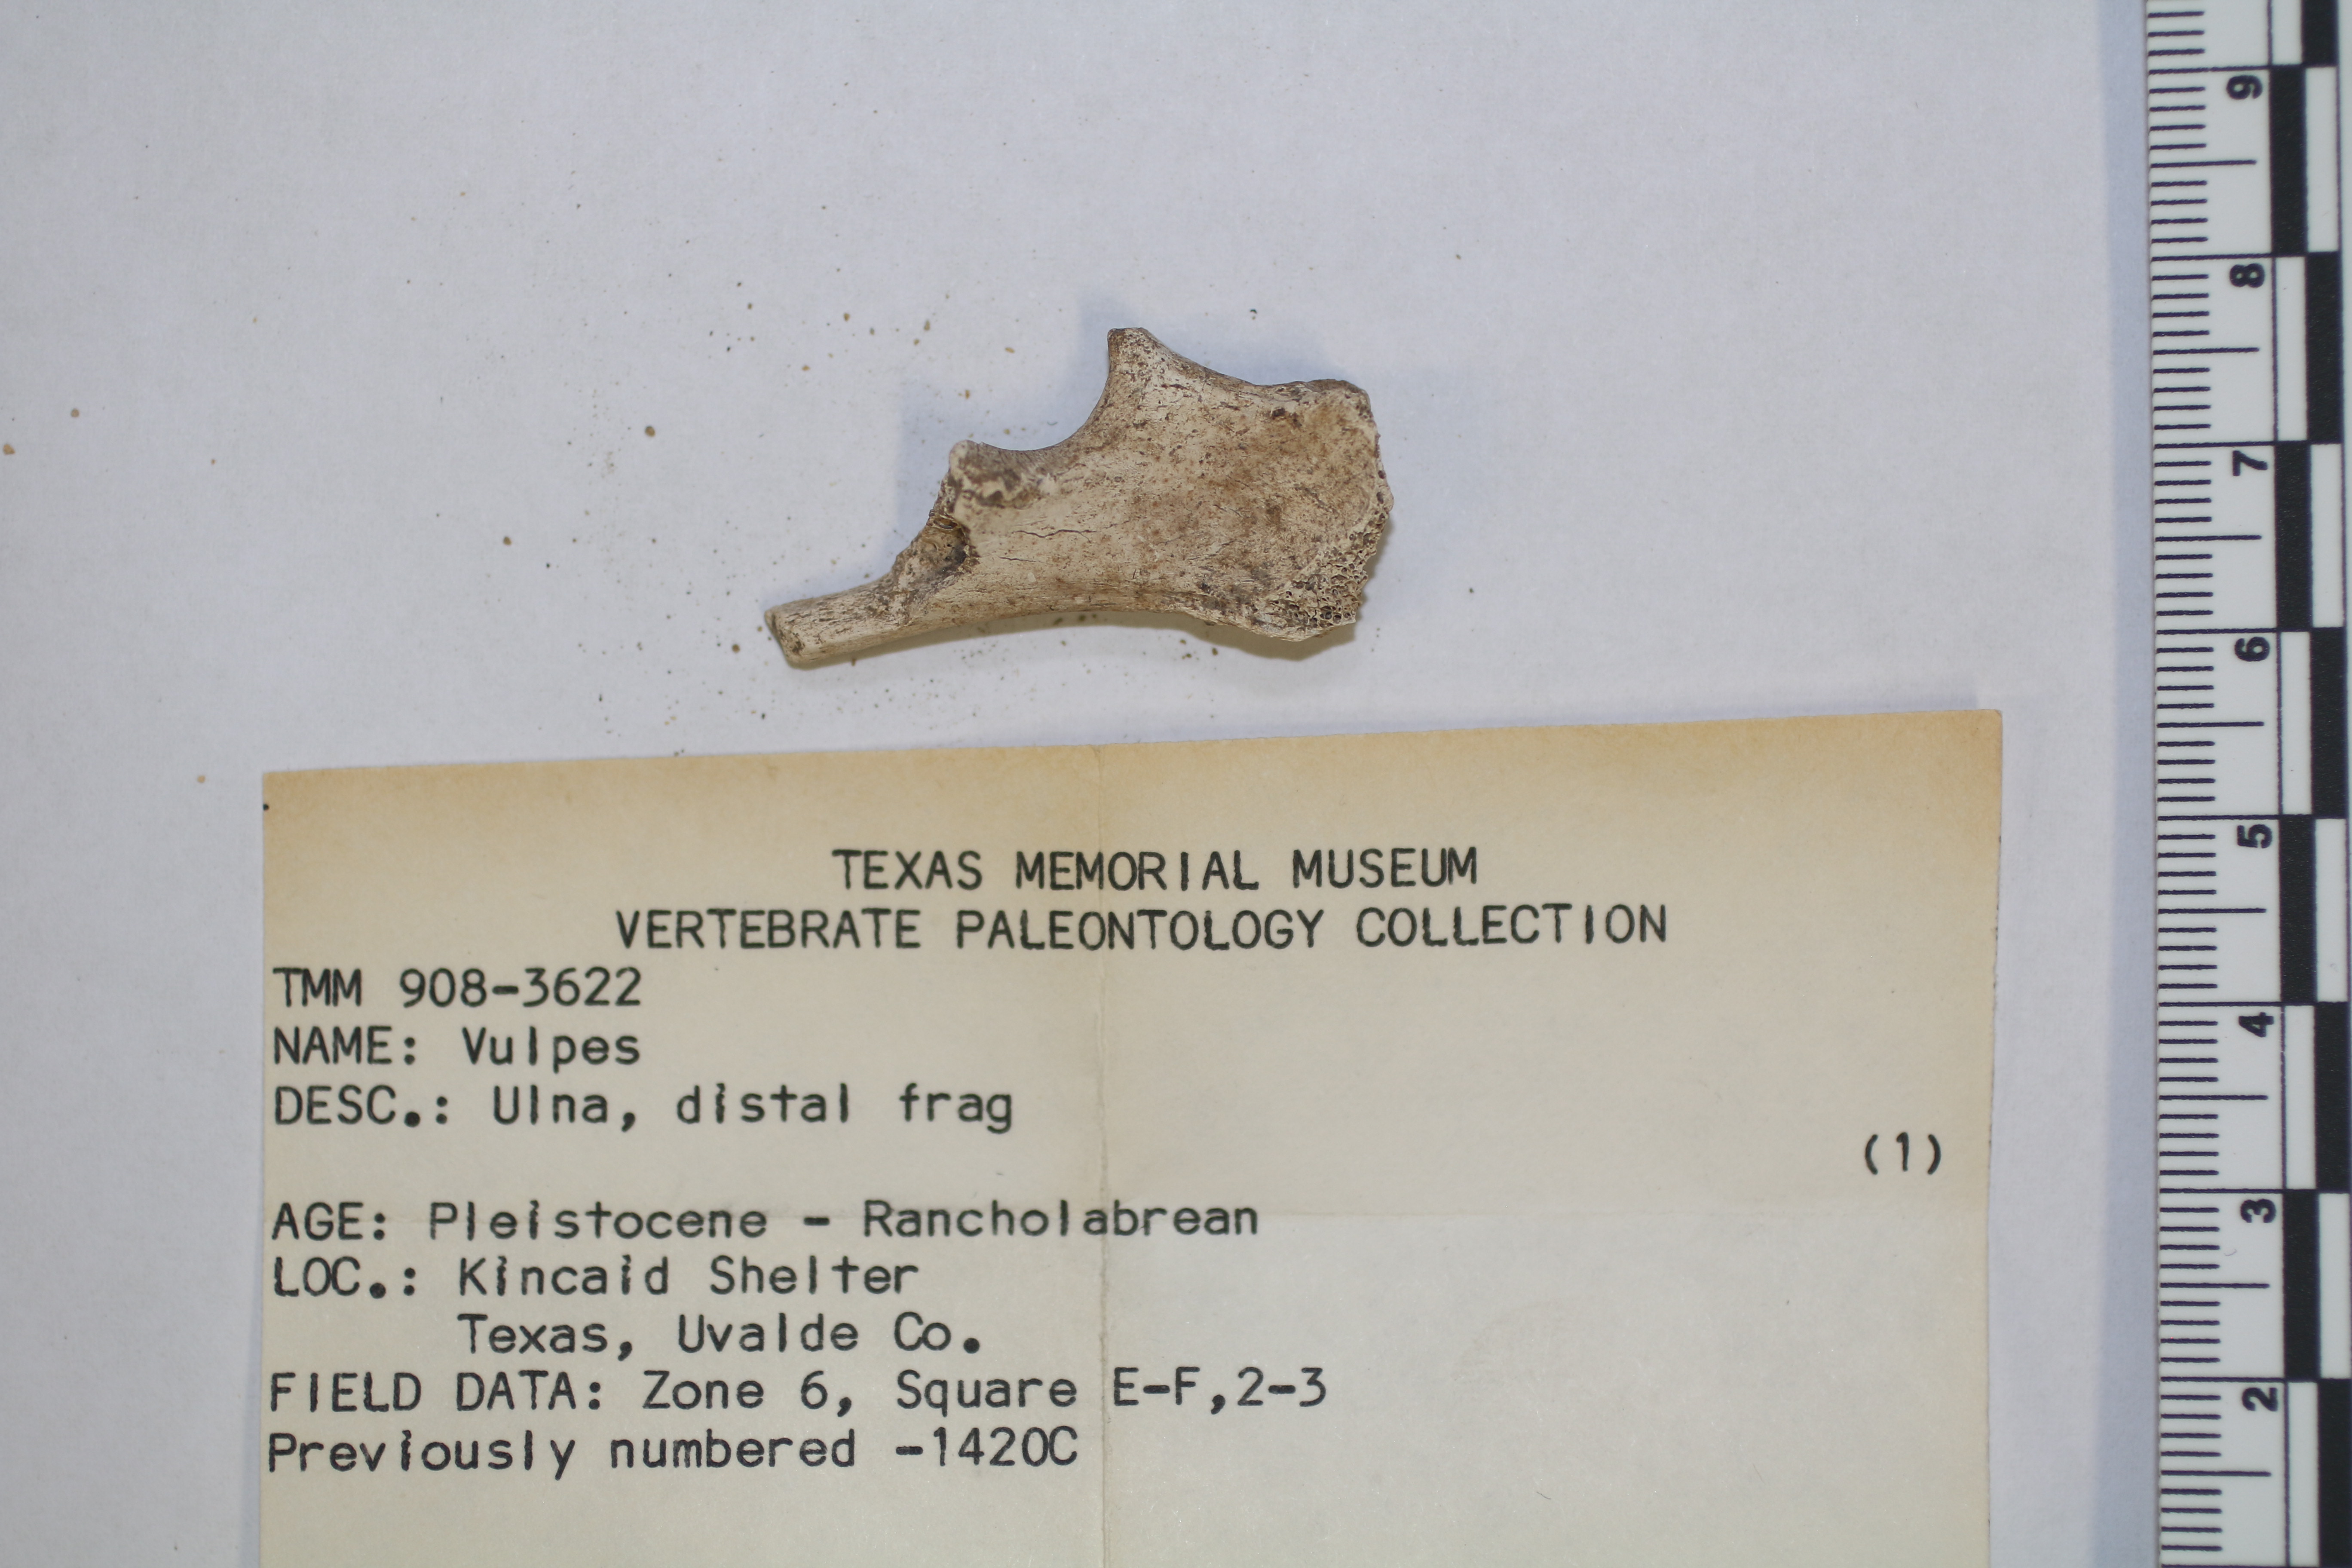 TEXAS MEMORIAL MUSEUM
VERTEBRATE PALEONTOLOGY COLLECTION
TMM 908-3622
NAME: Vulpes
DESC.: Ulna, distal frag
(1)
AGE: Pleistocene - Rancholabrean
LOC.: Kincaid Shelter
Texas, Uvalde Co.
FIELD DATA: Zone 6, Square E-F,2-3
Previously numbered -1420C
9
8
7
6
5
4
3
2